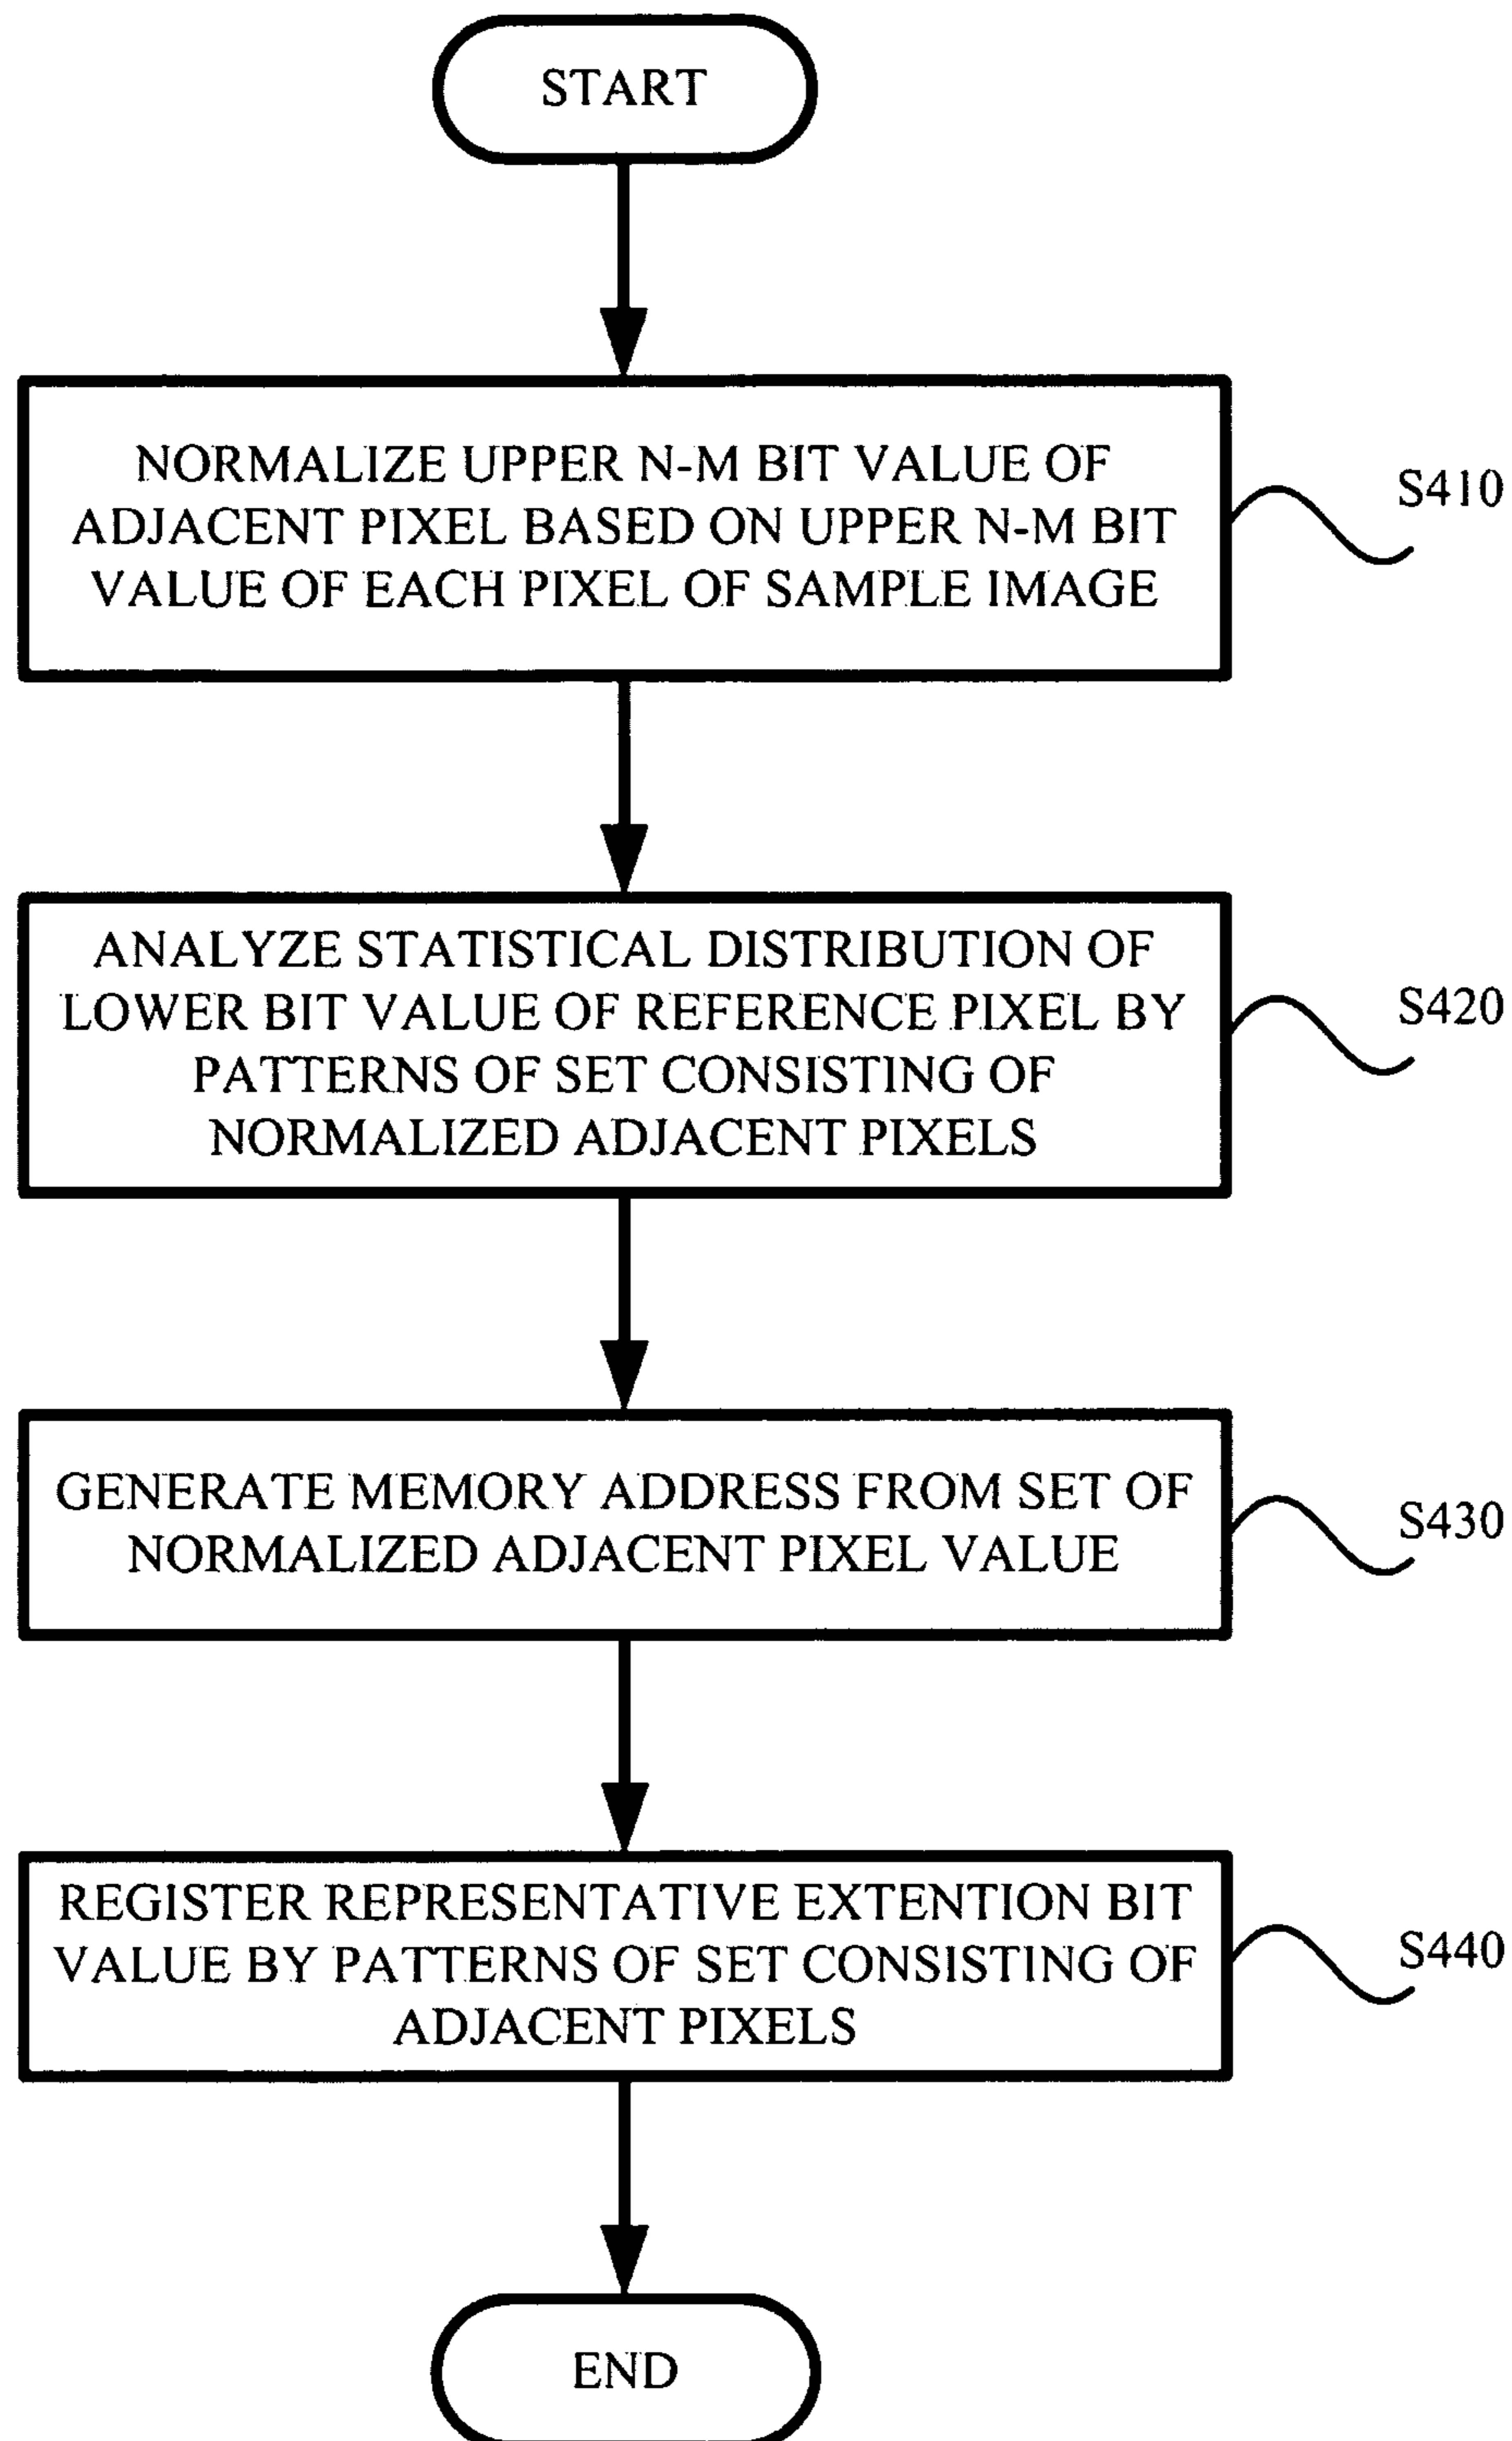 START
NORMALIZE UPPER N-M BIT VALUE OF
ADJACENT PIXEL BASED ON UPPER N-M BIT
VALUE OF EACH PIXEL OF SAMPLE IMAGE
S410
ANALYZE STATISTICAL DISTRIBUTION OF
LOWER BIT VALUE OF REFERENCE PIXEL BY
PATTERNS OF SET CONSISTING OF
NORMALIZED ADJACENT PIXELS
S420
GENERATE MEMORY ADDRESS FROM SET OF
NORMALIZED ADJACENT PIXEL VALUE
S430
REGISTER REPRESENTATIVE EXTENTION BIT
VALUE BY PATTERNS OF SET CONSISTING OF
ADJACENT PIXELS
S440
END